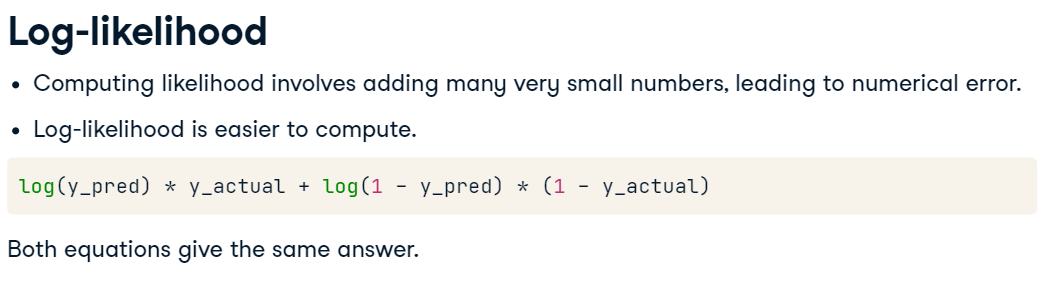 Log-likelihood
• Computing likelihood involves adding many very small numbers, leading to numerical error.
• Log-likelihood is easier to compute.
log(y_pred) * y_actual + log(1 - y_pred) * (1 - y_actual)
Both equations give the same answer.